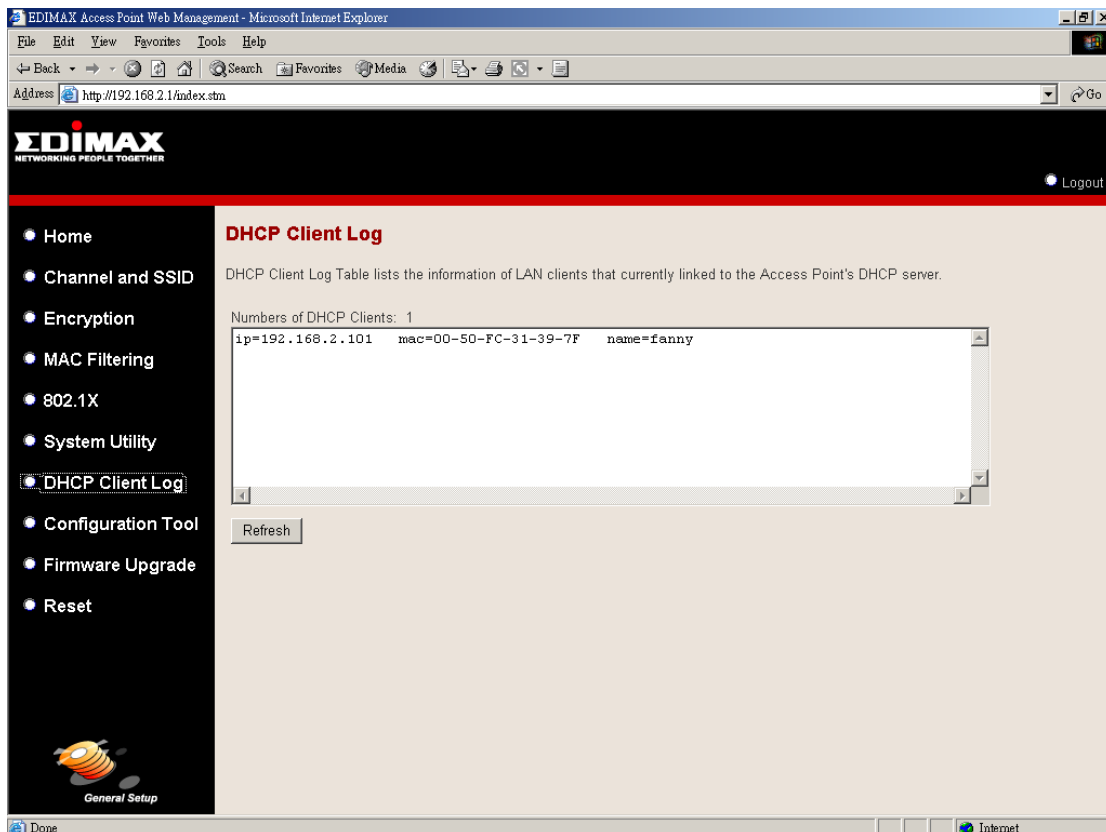 EDIMAX Access Point Web Management - Microsoft Internet Explorer
File Edit View Favorites Tools Help
Back Search Favorites Media
Address http://192.168.2.1/index.stm Go
EDIMAX
NETWORKING PEOPLE TOGETHER
Logout
Home
Channel and SSID
Encryption
MAC Filtering
802.1X
System Utility
DHCP Client Log
Configuration Tool
Firmware Upgrade
Reset
General Setup
DHCP Client Log
DHCP Client Log Table lists the information of LAN clients that currently linked to the Access Point's DHCP server.
Numbers of DHCP Clients: 1
ip=192.168.2.101 mac=00-50-FC-31-39-7F name=fanny
Refresh
Done Internet